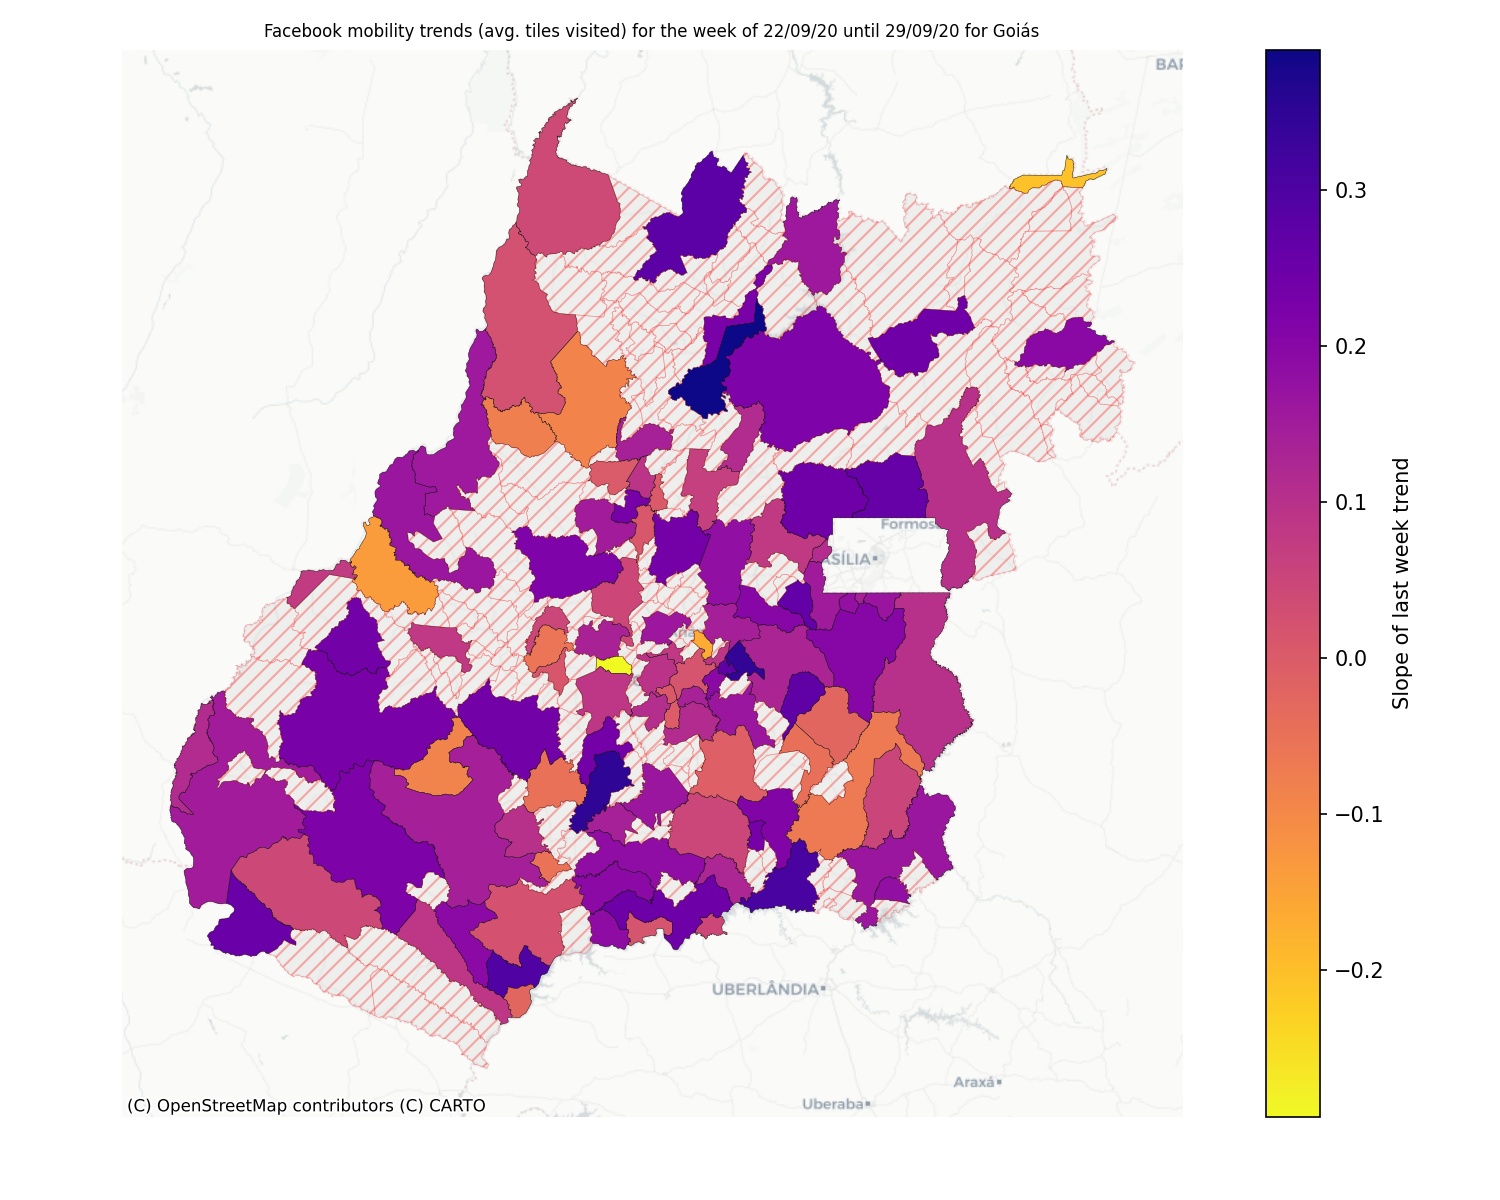 Facebook mobility trends (avg. tiles visited) for the week of 22/09/20 until 29/09/20 for Goiás
BAR
0.3
0.2
0.1
0.0
−0.1
−0.2
Slope of last week trend
Formos
ASÍLIA
Aná
UBERLÂNDIA
Araxá
Uberaba
(C) OpenStreetMap contributors (C) CARTO